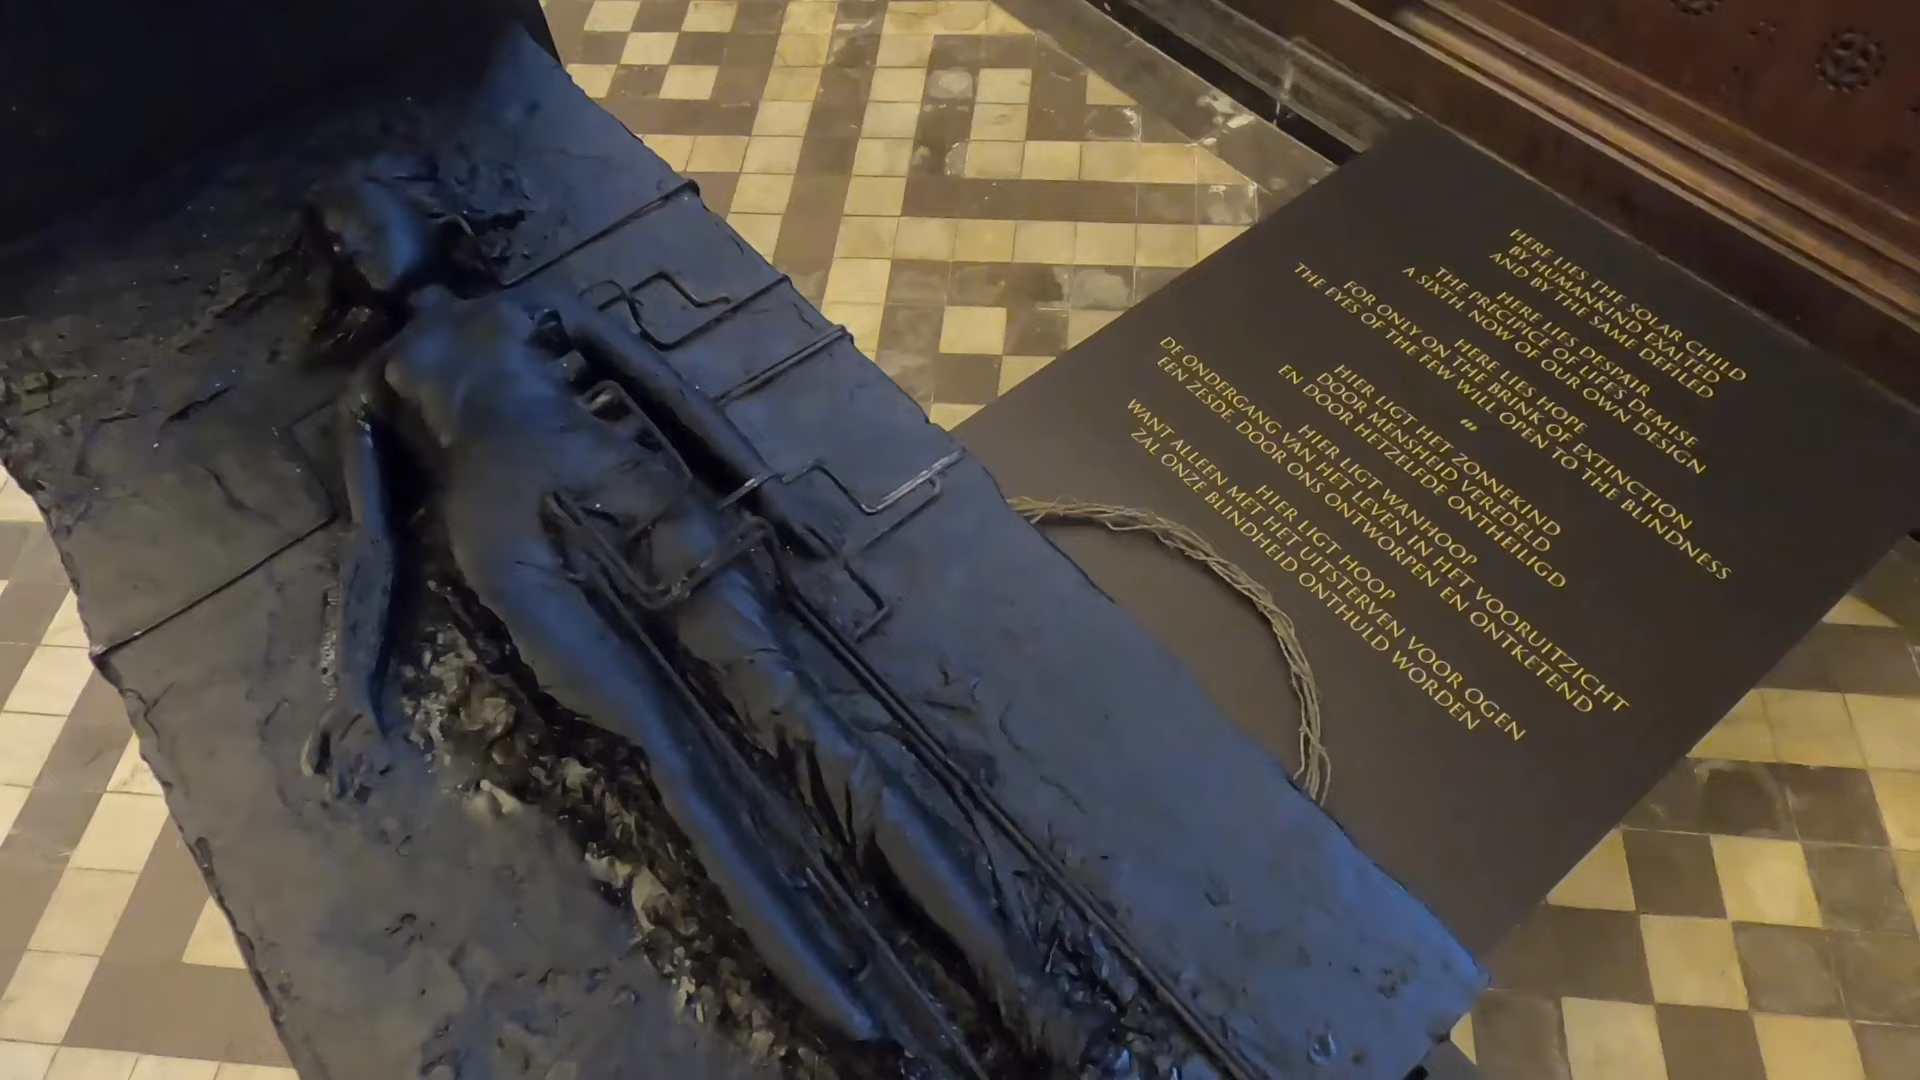 HERE LIES THE SOLAR CHILD
BY HUMANKIND EXALTED
AND BY THE SAME DEFILED
HERE LIES DESPAIR
THE PRECIPICE OF LIFE'S DEMISE
A SIXTH, NOW OF OUR OWN DESIGN
HERE LIES HOPE
FOR ONLY ON THE BRINK OF EXTINCTION
THE EYES OF THE FEW WILL OPEN TO THE BLINDNESS
HIER LIGT HET ZONNEKIND
DOOR MENSHEID VEREDELD
EN DOOR HETZELFDE ONTHEILIGD
HIER LIGT WANHOOP
DE ONDERGANG VAN HET LEVEN IN HET VOORUITZICHT
EEN ZESDE, DOOR ONS ONTWORPEN EN ONTKETEND
HIER LIGT HOOP
WANT ALLEEN MET HET UITSTERVEN VOOR OGEN
ZAL ONZE BLINDHEID ONTHULD WORDEN